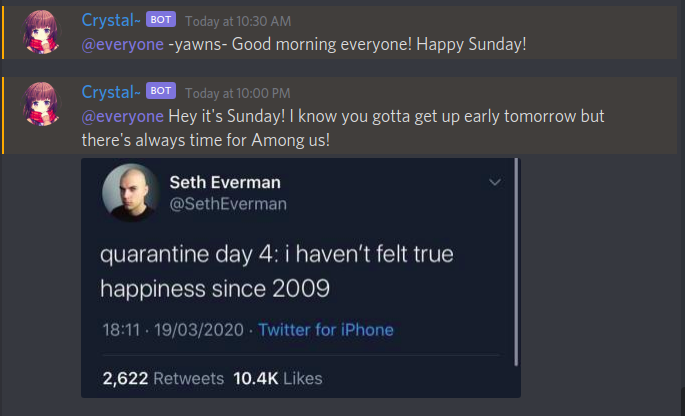 Crystal~ BOT Today at 10:30 AM
@everyone -yawns- Good morning everyone! Happy Sunday!
Crystal~ BOT Today at 10:00 PM
@everyone Hey it's Sunday! I know you gotta get up early tomorrow but
there's always time for Among us!
Seth Everman
@SethEverman
quarantine day 4: i haven't felt true
happiness since 2009
18:11 · 19/03/2020 · Twitter for iPhone
2,622 Retweets 10.4K Likes